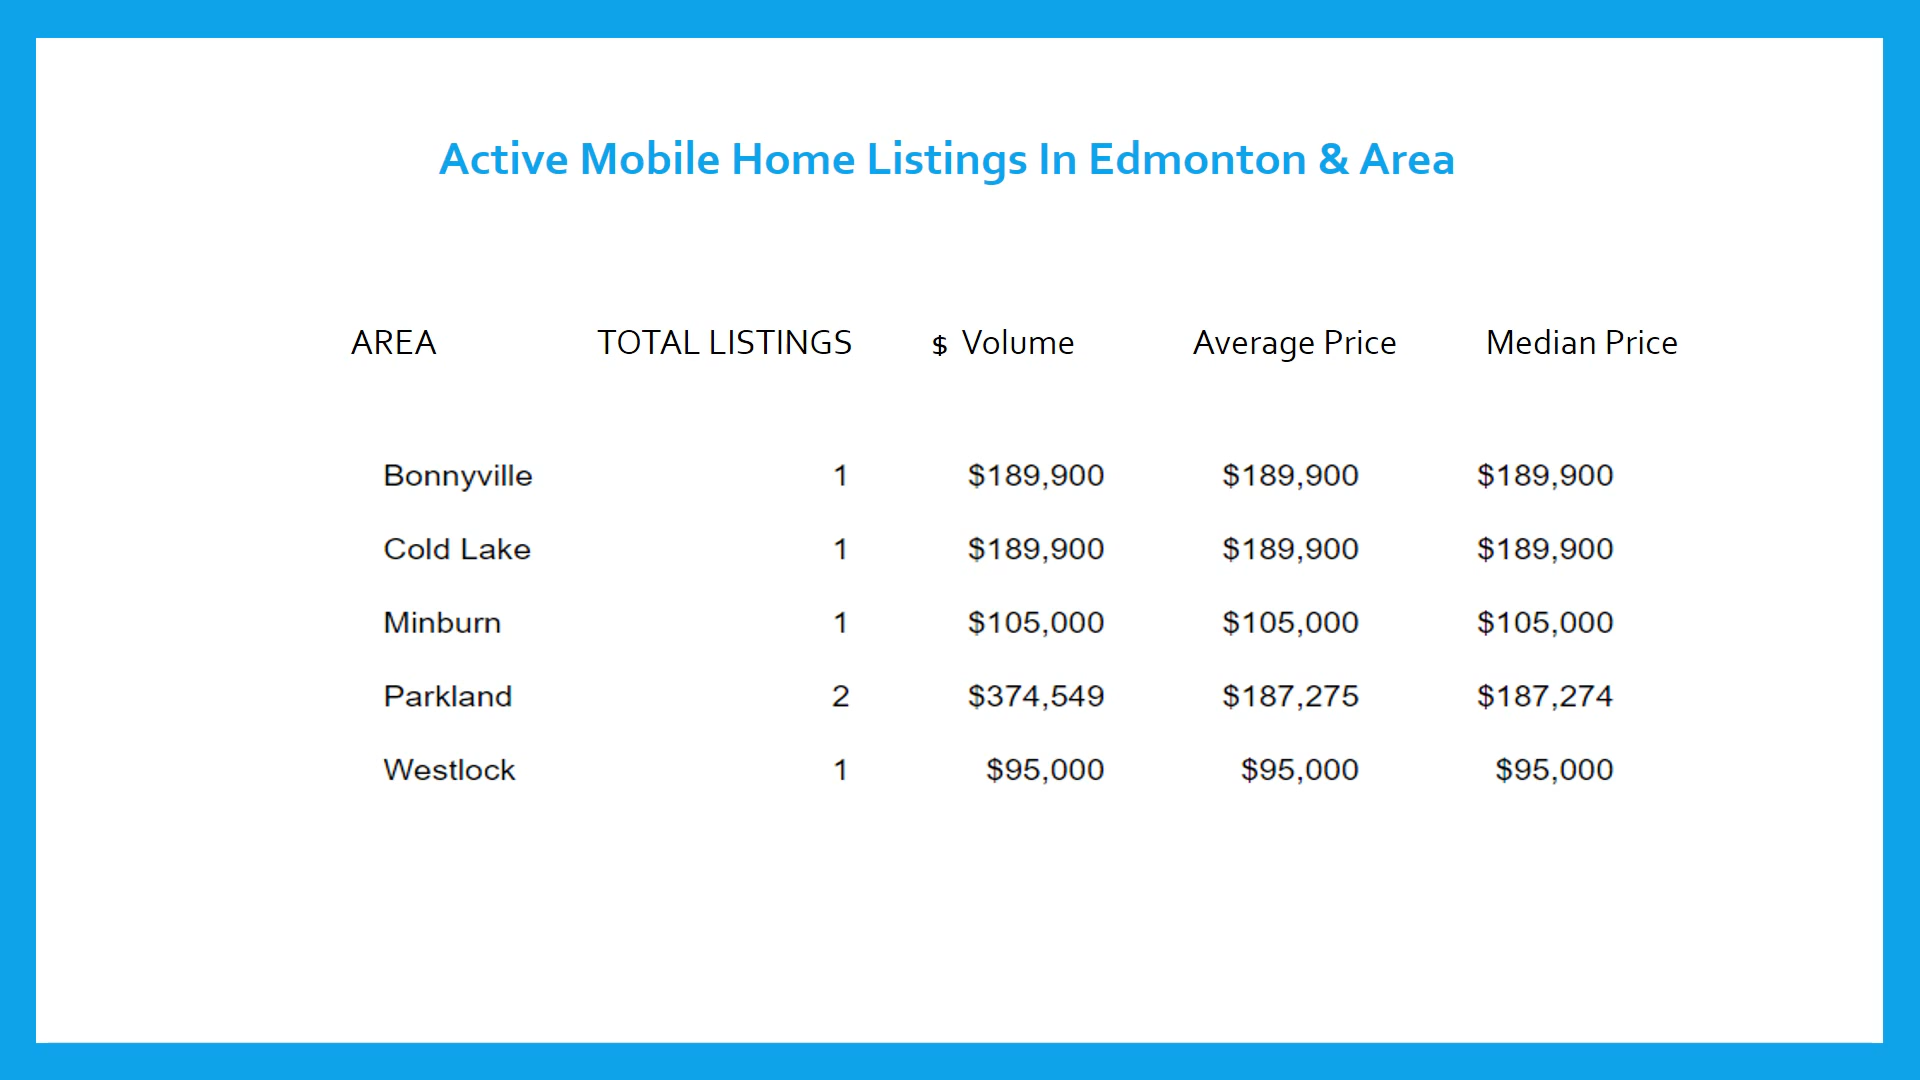 Active Mobile Home Listings In Edmonton & Area
AREA TOTAL LISTINGS $ Volume Average Price Median Price
Bonnyville 1 $189,900 $189,900 $189,900
Cold Lake 1 $189,900 $189,900 $189,900
Minburn 1 $105,000 $105,000 $105,000
Parkland 2 $374,549 $187,275 $187,274
Westlock 1 $95,000 $95,000 $95,000